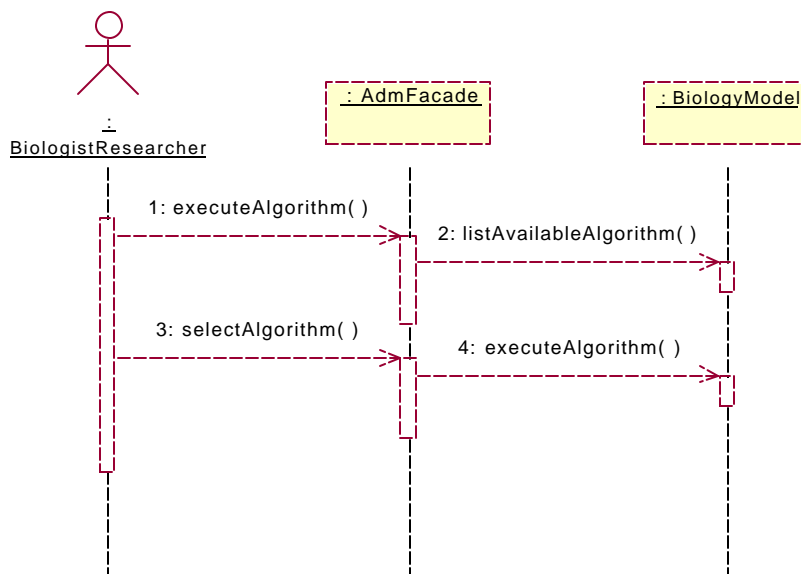 : AdmFacade
: BiologyModel
:
BiologistResearcher
1: executeAlgorithm( )
2: listAvailableAlgorithm( )
3: selectAlgorithm( )
4: executeAlgorithm( )